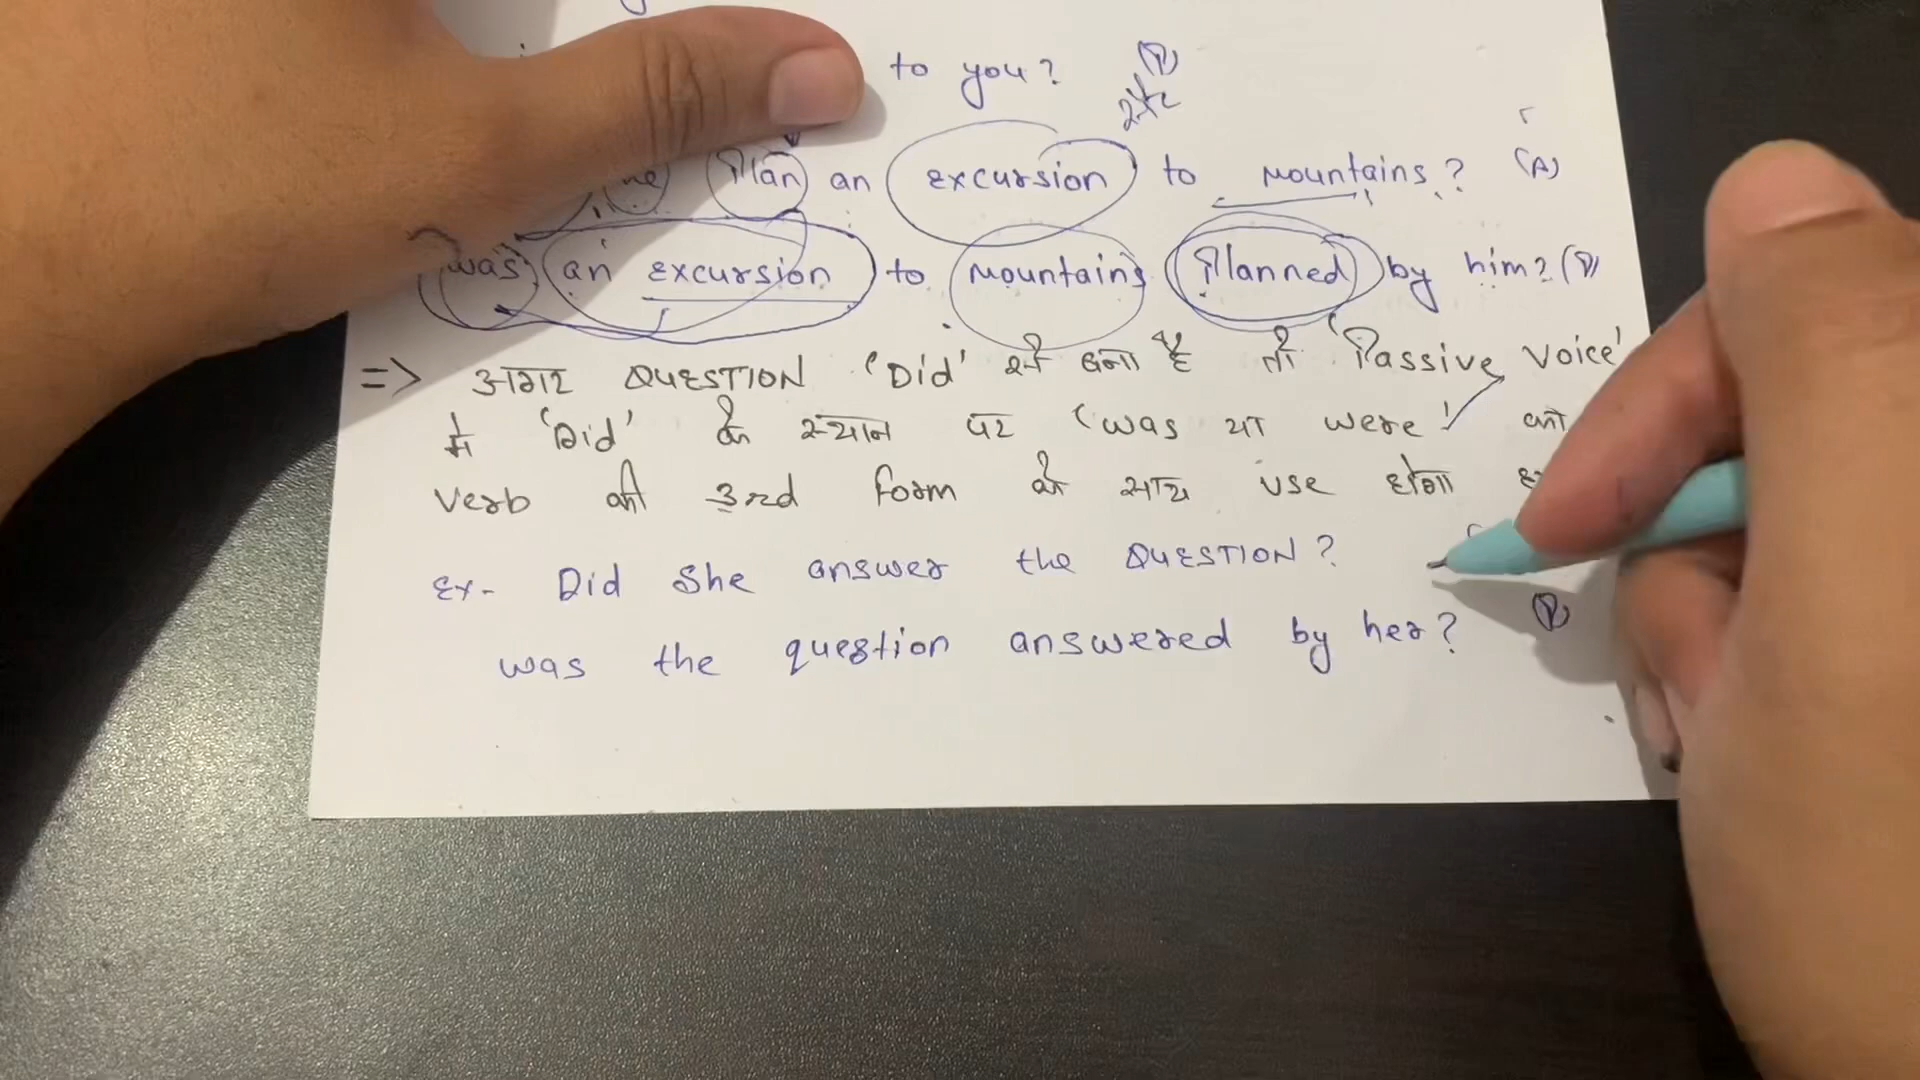 to you? (P)
he Plan an excursion to mountains? (A)
was an excursion to mountains Planned by him? (P)
=> अगर QUESTION 'Did' से बना है तो 'Passive Voice'
में 'Did' के स्थान पर 'was या were' का
verb की 3rd form के साथ use होगा
Ex- Did She answer the QUESTION?
was the question answered by her? (P)